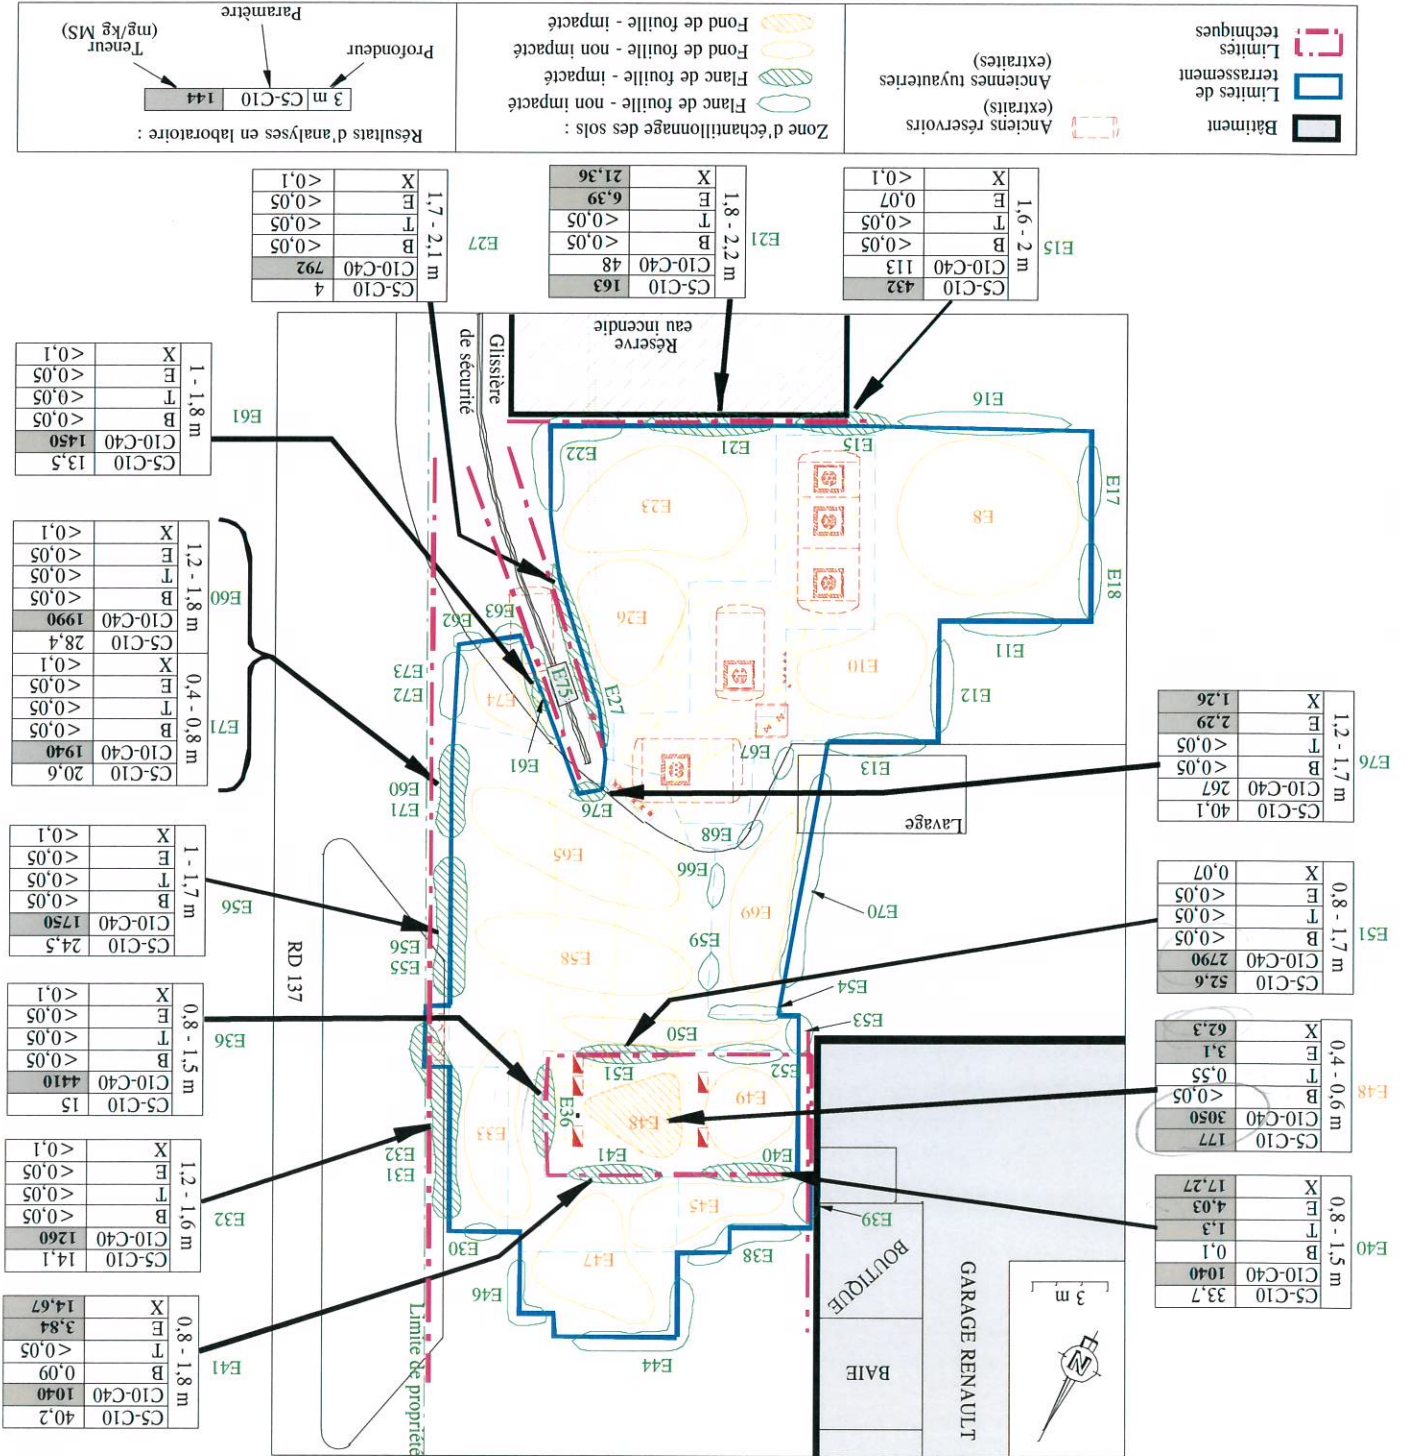 3 m
N
GARAGE RENAULT
BAIE
BOUTIQUE
Limite de propriété
RD 137
Lavage
Glissière
de sécurité
Réserve
eau incendie
E44
E46
E47
E38
E30
E45
E39
E31
E32
E41
E40
E33
E36
E48
E49
E51
E52
E50
E53
E54
E55
E56
E58
E59
E69
E70
E65
E66
E68
E71
E60
E76
E61
E67
E13
E72
E73
E74
E75
E27
E10
E12
E11
E62
E63
E26
E18
E17
E8
E23
E22
E21
E15
E16
E41
0,8 - 1,8 m
C5-C10 40,2
C10-C40 1040
B 0,09
T <0,05
E 3,84
X 14,67
E32
1,2 - 1,6 m
C5-C10 14,1
C10-C40 1260
B <0,05
T <0,05
E <0,05
X <0,1
E36
0,8 - 1,5 m
C5-C10 15
C10-C40 4410
B <0,05
T <0,05
E <0,05
X <0,1
E56
1 - 1,7 m
C5-C10 24,5
C10-C40 1750
B <0,05
T <0,05
E <0,05
X <0,1
E71
0,4 - 0,8 m
C5-C10 20,6
C10-C40 1940
B <0,05
T <0,05
E <0,05
X <0,1
E60
1,2 - 1,8 m
C5-C10 28,4
C10-C40 1990
B <0,05
T <0,05
E <0,05
X <0,1
E61
1 - 1,8 m
C5-C10 13,5
C10-C40 1450
B <0,05
T <0,05
E <0,05
X <0,1
E40
0,8 - 1,5 m
C5-C10 33,7
C10-C40 1040
B 0,1
T 1,3
E 4,03
X 17,27
E48
0,4 - 0,6 m
C5-C10 177
C10-C40 3050
B <0,05
T 0,55
E 3,1
X 62,3
E51
0,8 - 1,7 m
C5-C10 52,6
C10-C40 2790
B <0,05
T <0,05
E <0,05
X 0,07
E76
1,2 - 1,7 m
C5-C10 40,1
C10-C40 267
B <0,05
T <0,05
E 2,29
X 1,26
E15
1,6 - 2 m
C5-C10 432
C10-C40 113
B <0,05
T <0,05
E 0,07
X <0,1
E21
1,8 - 2,2 m
C5-C10 163
C10-C40 48
B <0,05
T <0,05
E 6,39
X 21,36
E27
1,7 - 2,1 m
C5-C10 4
C10-C40 792
B <0,05
T <0,05
E <0,05
X <0,1
Bâtiment
Limites de
terrassement
Limites
techniques
Anciens réservoirs
(extraits)
Anciennes tuyauteries
(extraites)
Zone d'échantillonnage des sols :
Flanc de fouille - non impacté
Flanc de fouille - impacté
Fond de fouille - non impacté
Fond de fouille - impacté
Résultats d'analyses en laboratoire :
3 m C5-C10 144
Profondeur
Paramètre
Teneur
(mg/kg MS)